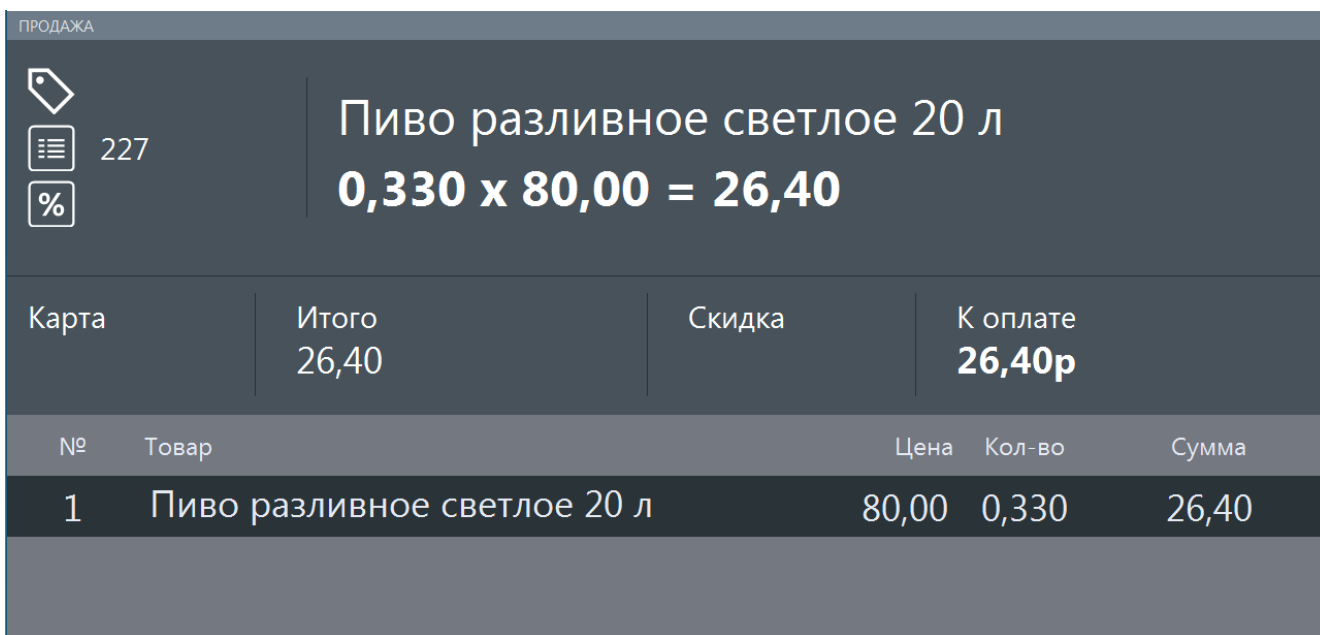 ПРОДАЖА
227
%
Пиво разливное светлое 20 л
0,330 x 80,00 = 26,40
Карта
Итого
26,40
Скидка
К оплате
26,40р
№ Товар Цена Кол-во Сумма
1 Пиво разливное светлое 20 л 80,00 0,330 26,40